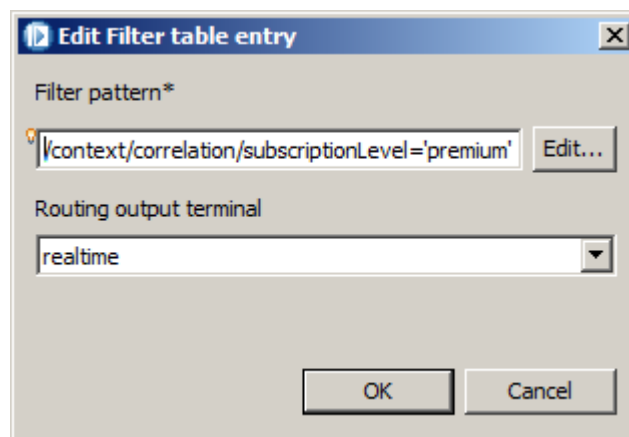 Edit Filter table entry
Filter pattern*
/context/correlation/subscriptionLevel='premium'
Edit...
Routing output terminal
realtime
OK
Cancel